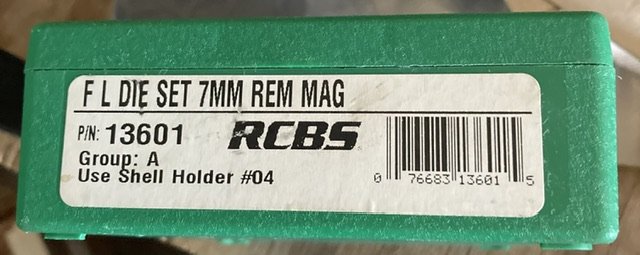 F L DIE SET 7MM REM MAG
P/N: 13601 RCBS
Group: A
Use Shell Holder #04
0 76683 13601 5